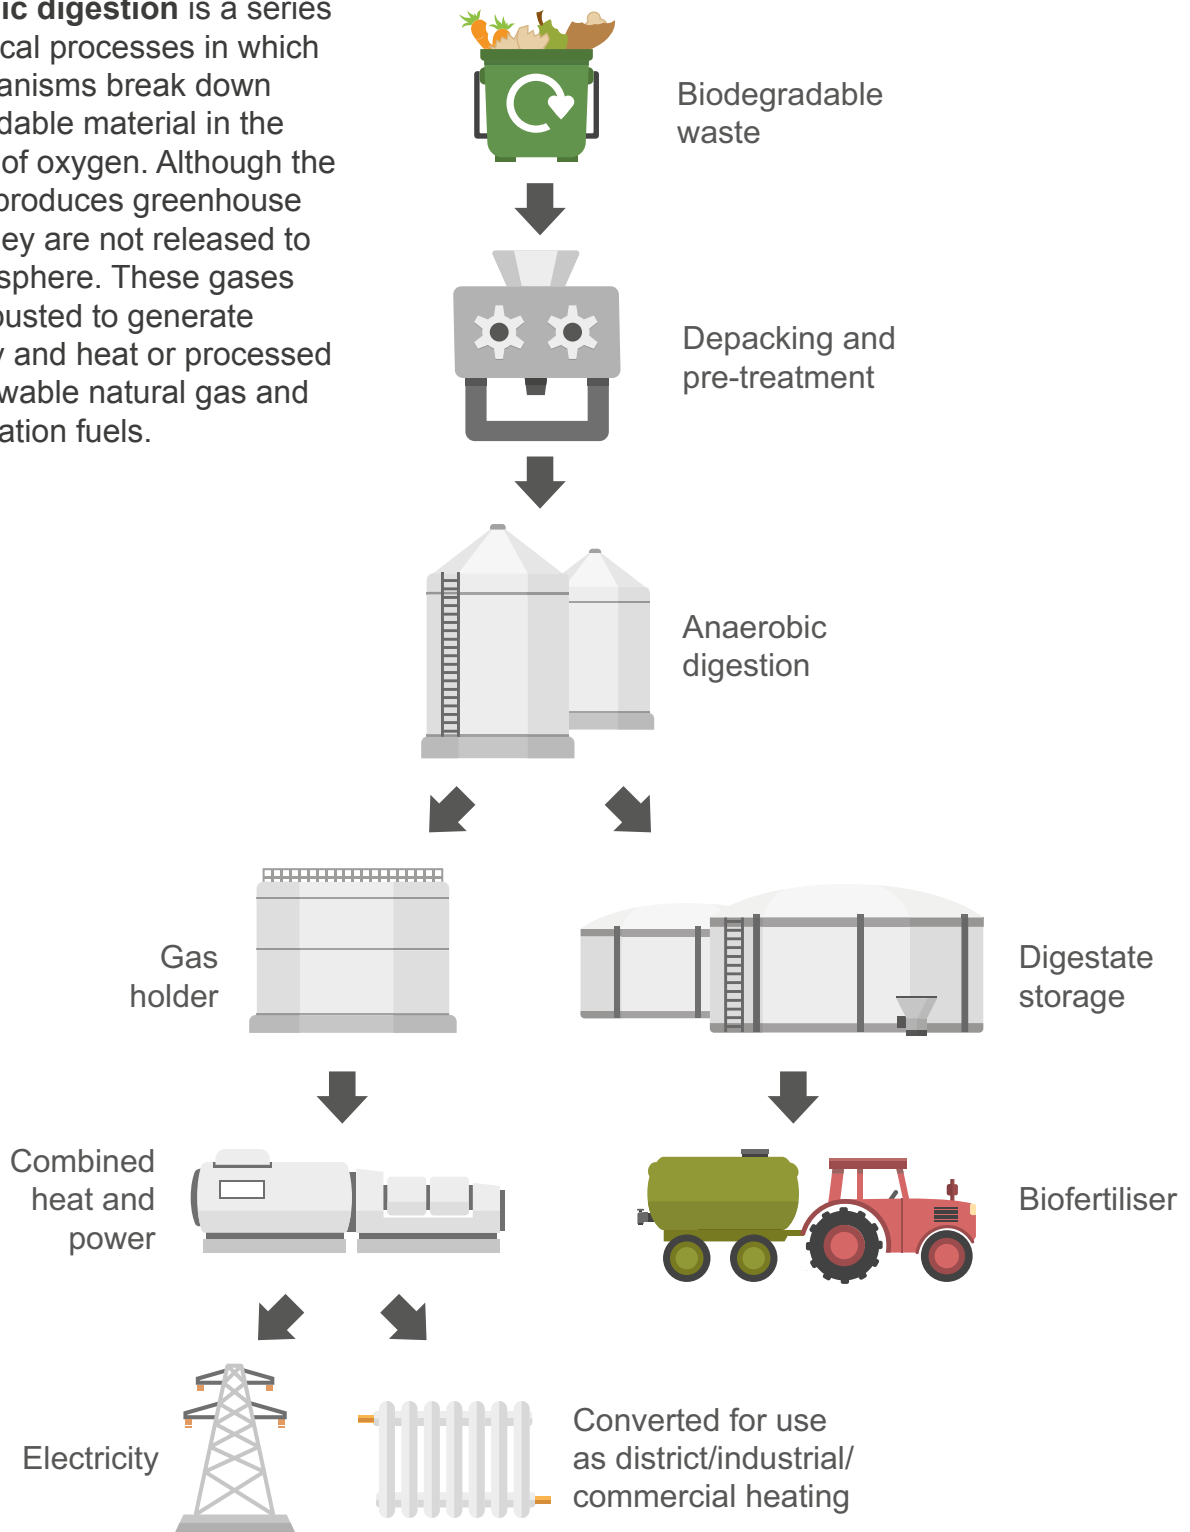 ic digestion is a series
cal processes in which
anisms break down
dable material in the
of oxygen. Although the
produces greenhouse
ey are not released to
sphere. These gases
busted to generate
y and heat or processed
wable natural gas and
ation fuels.
Biodegradable
waste
Depacking and
pre-treatment
Anaerobic
digestion
Gas
holder
Digestate
storage
Combined
heat and
power
Biofertiliser
Electricity
Converted for use
as district/industrial/
commercial heating